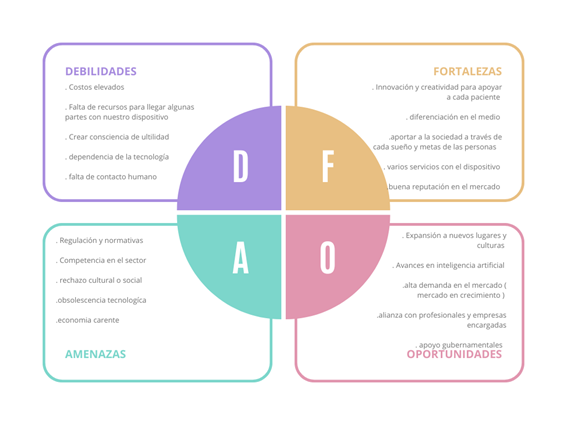 DEBILIDADES
. Costos elevados
. Falta de recursos para llegar algunas
partes con nuestro dispositivo
. Crear consciencia de ultilidad
. dependencia de la tecnología
. falta de contacto humano
FORTALEZAS
. Innovación y creatividad para apoyar
a cada paciente
. diferenciación en el medio
.aportar a la sociedad a través de
cada sueño y metas de las personas
. varios servicios con el dispositivo
.buena reputación en el mercado
D
F
A
O
. Regulación y normativas
. Competencia en el sector
. rechazo cultural o social
.obsolescencia tecnologíca
.economia carente
AMENAZAS
. Expansión a nuevos lugares y
culturas
. Avances en inteligencia artificial
.alta demanda en el mercado (
mercado en crecimiento )
.alianza con profesionales y empresas
encargadas
. apoyo gubernamentales
OPORTUNIDADES